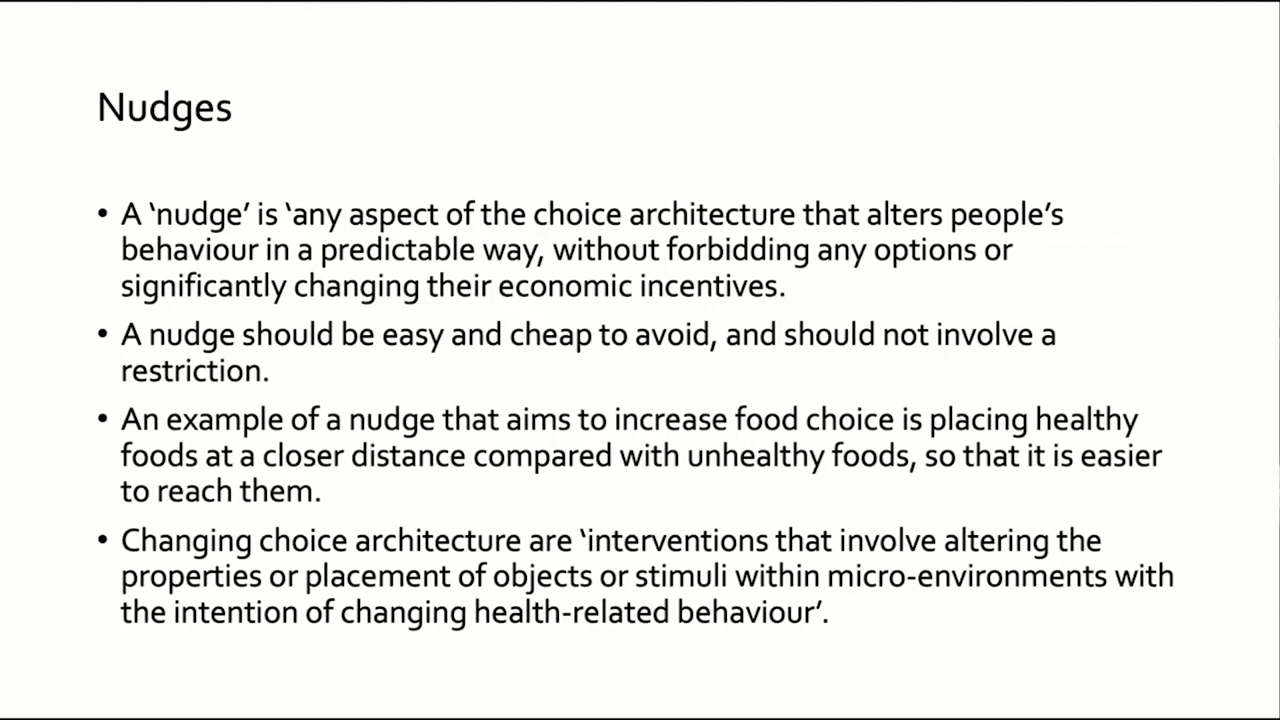 Nudges
• A ‘nudge’ is ‘any aspect of the choice architecture that alters people’s
behaviour in a predictable way, without forbidding any options or
significantly changing their economic incentives.
• A nudge should be easy and cheap to avoid, and should not involve a
restriction.
• An example of a nudge that aims to increase food choice is placing healthy
foods at a closer distance compared with unhealthy foods, so that it is easier
to reach them.
• Changing choice architecture are ‘interventions that involve altering the
properties or placement of objects or stimuli within micro-environments with
the intention of changing health-related behaviour’.